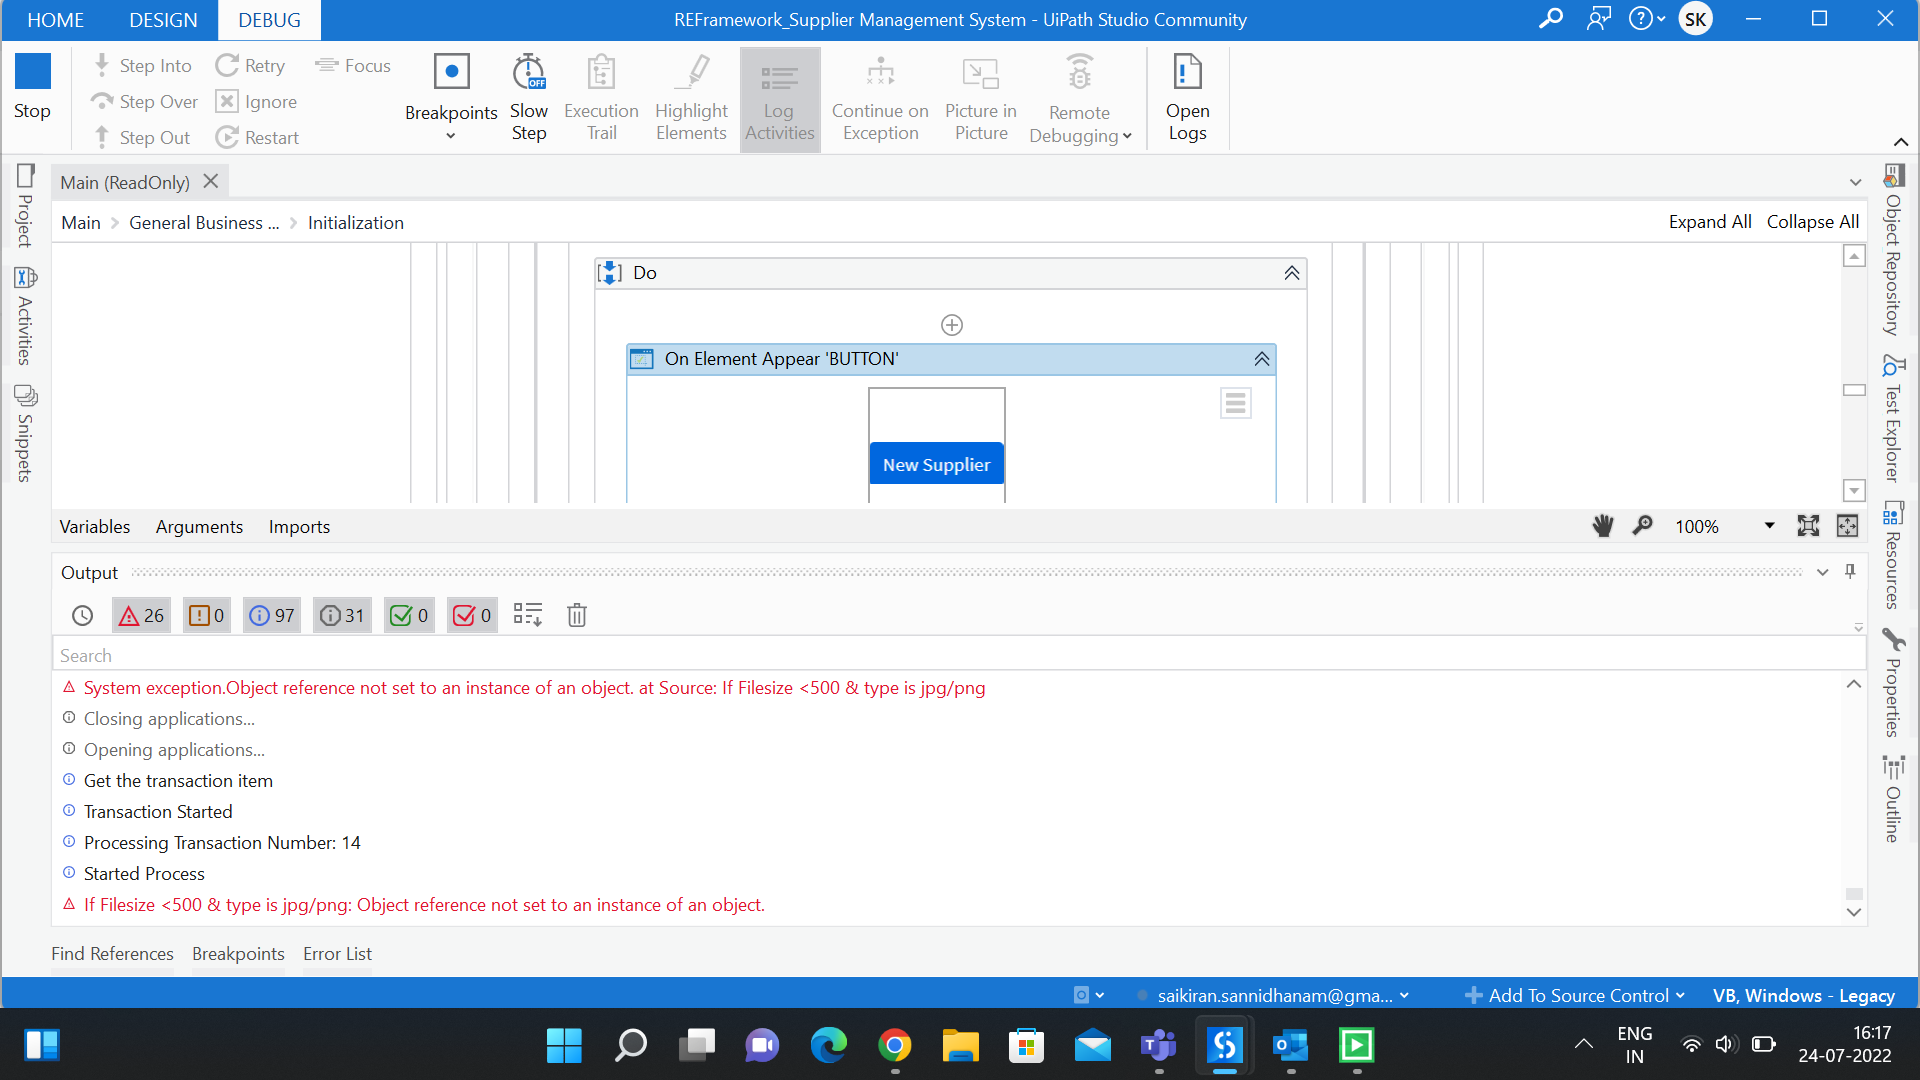 HOME DESIGN DEBUG REFramework_Supplier Management System - UiPath Studio Community SK
Stop
Step Into Retry Focus
Step Over Ignore
Step Out Restart
Breakpoints
Slow Step
OFF
Execution Trail
Highlight Elements
Log Activities
Continue on Exception
Picture in Picture
Remote Debugging
Open Logs
Project
Activities
Snippets
Main (ReadOnly)
Main General Business ... Initialization Expand All Collapse All
Do
On Element Appear 'BUTTON'
New Supplier
Variables Arguments Imports 100%
Object Repository
Test Explorer
Resources
Properties
Outline
Output
26 0 97 31 0 0
Search
System exception.Object reference not set to an instance of an object. at Source: If Filesize <500 & type is jpg/png
Closing applications...
Opening applications...
Get the transaction item
Transaction Started
Processing Transaction Number: 14
Started Process
If Filesize <500 & type is jpg/png: Object reference not set to an instance of an object.
Find References Breakpoints Error List
saikiran.sannidhanam@gma... Add To Source Control VB, Windows - Legacy
ENG
IN
16:17
24-07-2022